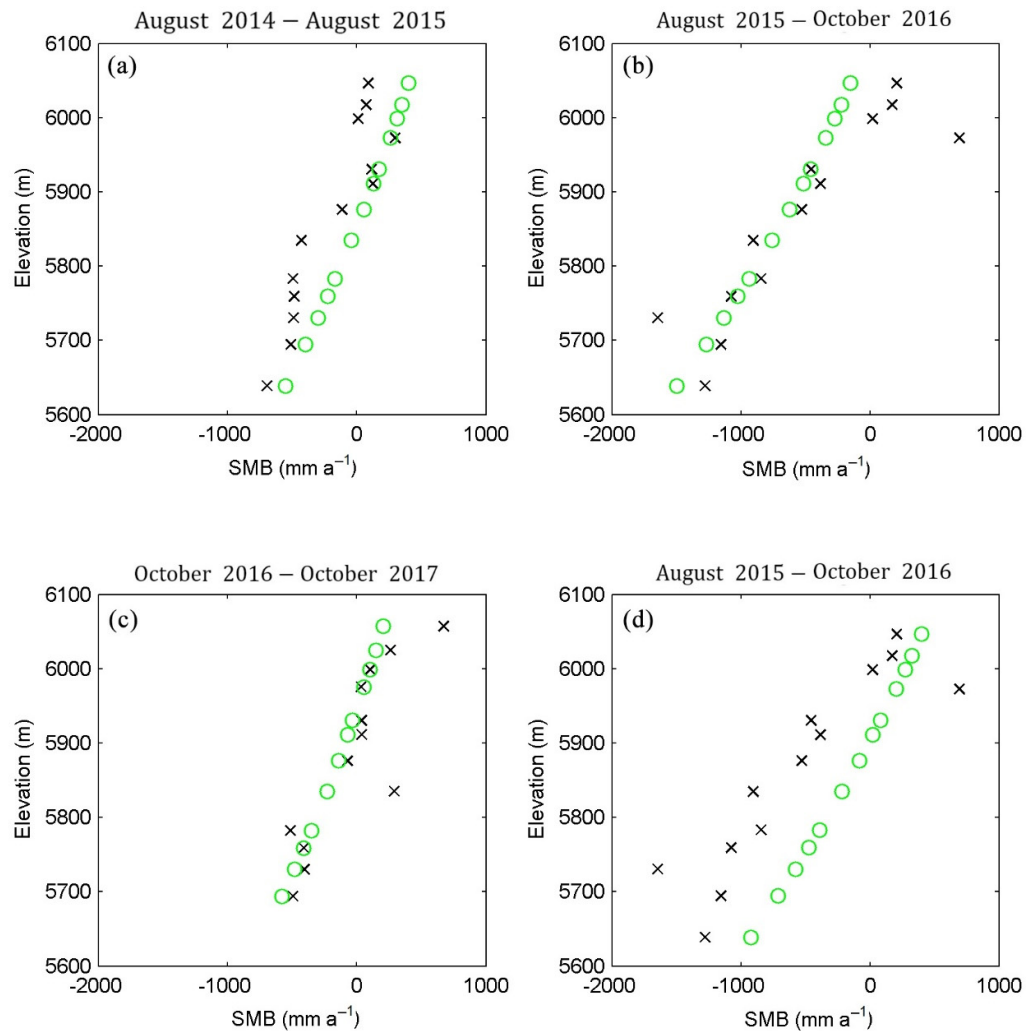 August 2014 – August 2015
(a)
6100
6000
5900
5800
5700
5600
Elevation (m)
-2000 -1000 0 1000
SMB (mm a⁻¹)
August 2015 – October 2016
(b)
6100
6000
5900
5800
5700
5600
Elevation (m)
-2000 -1000 0 1000
SMB (mm a⁻¹)
October 2016 – October 2017
(c)
6100
6000
5900
5800
5700
5600
Elevation (m)
-2000 -1000 0 1000
SMB (mm a⁻¹)
August 2015 – October 2016
(d)
6100
6000
5900
5800
5700
5600
Elevation (m)
-2000 -1000 0 1000
SMB (mm a⁻¹)